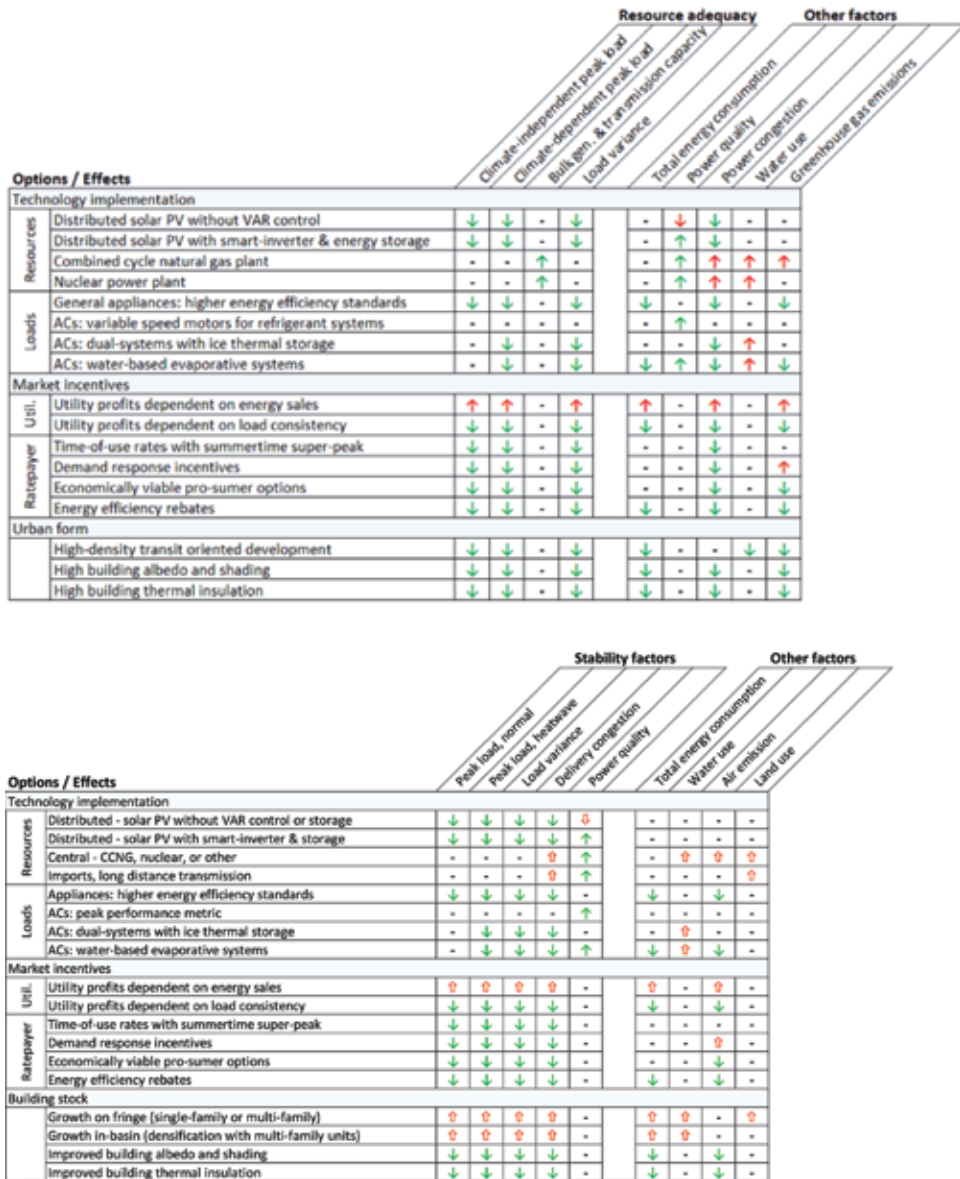 Resource adequacy Other factors
Climate-independent peak load
Climate-dependent peak load
Bulk gen. & transmission capacity
Load variance
Total energy consumption
Power quality
Power congestion
Water use
Greenhouse gas emissions
Options / Effects
Technology implementation
Resources
Distributed solar PV without VAR control ↓ ↓ - ↓ - ↓ ↓ - -
Distributed solar PV with smart-inverter & energy storage ↓ ↓ - ↓ - ↑ ↓ - -
Combined cycle natural gas plant - - ↑ - - ↑ ↑ ↑ ↑
Nuclear power plant - - ↑ - - ↑ ↑ ↑ -
Loads
General appliances: higher energy efficiency standards ↓ ↓ - ↓ ↓ - ↓ - ↓
ACs: variable speed motors for refrigerant systems - - - - - ↑ - - -
ACs: dual-systems with ice thermal storage - ↓ - ↓ - - ↓ ↑ -
ACs: water-based evaporative systems - ↓ - ↓ ↓ ↑ ↓ ↑ ↓
Market incentives
Util.
Utility profits dependent on energy sales ↑ ↑ - ↑ ↑ - ↑ - ↑
Utility profits dependent on load consistency ↓ ↓ - ↓ ↓ - ↓ - ↓
Ratepayer
Time-of-use rates with summertime super-peak ↓ ↓ - ↓ - - ↓ - -
Demand response incentives ↓ ↓ - ↓ - - ↓ - ↑
Economically viable pro-sumer options ↓ ↓ - ↓ - - ↓ - ↓
Energy efficiency rebates ↓ ↓ - ↓ ↓ - ↓ - ↓
Urban form
High-density transit oriented development ↓ ↓ - ↓ ↓ - - ↓ ↓
High building albedo and shading ↓ ↓ - ↓ ↓ - ↓ - ↓
High building thermal insulation ↓ ↓ - ↓ ↓ - ↓ - ↓
Stability factors Other factors
Peak load, normal
Peak load, heatwave
Load variance
Delivery congestion
Power quality
Total energy consumption
Water use
Air emission
Land use
Options / Effects
Technology implementation
Resources
Distributed - solar PV without VAR control or storage ↓ ↓ ↓ ↓ ⇩ - - - -
Distributed - solar PV with smart-inverter & storage ↓ ↓ ↓ ↓ ↑ - - - -
Central - CCNG, nuclear, or other - - - ⇧ ↑ - ⇧ ⇧ ⇧
Imports, long distance transmission - - - ⇧ ↑ - - - ⇧
Loads
Appliances: higher energy efficiency standards ↓ ↓ ↓ ↓ - ↓ - ↓ -
ACs: peak performance metric - - - - ↑ - - - -
ACs: dual-systems with ice thermal storage - ↓ ↓ ↓ - - ⇧ - -
ACs: water-based evaporative systems - ↓ ↓ ↓ ↑ ↓ ⇧ ↓ -
Market incentives
Util.
Utility profits dependent on energy sales ⇧ ⇧ ⇧ ⇧ - ⇧ - ⇧ -
Utility profits dependent on load consistency ↓ ↓ ↓ ↓ - ↓ - ↓ -
Ratepayer
Time-of-use rates with summertime super-peak ↓ ↓ ↓ ↓ - - - - -
Demand response incentives ↓ ↓ ↓ ↓ - - - ⇧ -
Economically viable pro-sumer options ↓ ↓ ↓ ↓ - - - ↓ -
Energy efficiency rebates ↓ ↓ ↓ ↓ - ↓ - ↓ -
Building stock
Growth on fringe (single-family or multi-family) ⇧ ⇧ ⇧ ⇧ - ⇧ ⇧ - ⇧
Growth in-basin (densification with multi-family units) ⇧ ⇧ ⇧ ⇧ - ⇧ ⇧ - -
Improved building albedo and shading ↓ ↓ ↓ ↓ - ↓ - ↓ -
Improved building thermal insulation ↓ ↓ ↓ ↓ - ↓ - ↓ -